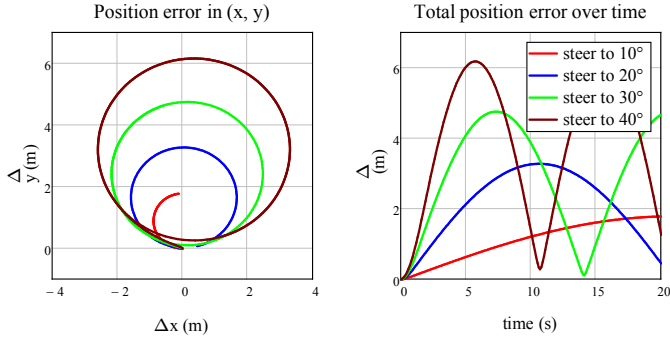 Position error in (x, y)
Total position error over time
6
4
2
0
Δ
y (m)
− 4
− 2
0
2
4
Δx (m)
6
4
2
0
Δ
(m)
steer to 10°
steer to 20°
steer to 30°
steer to 40°
0
5
10
15
20
time (s)